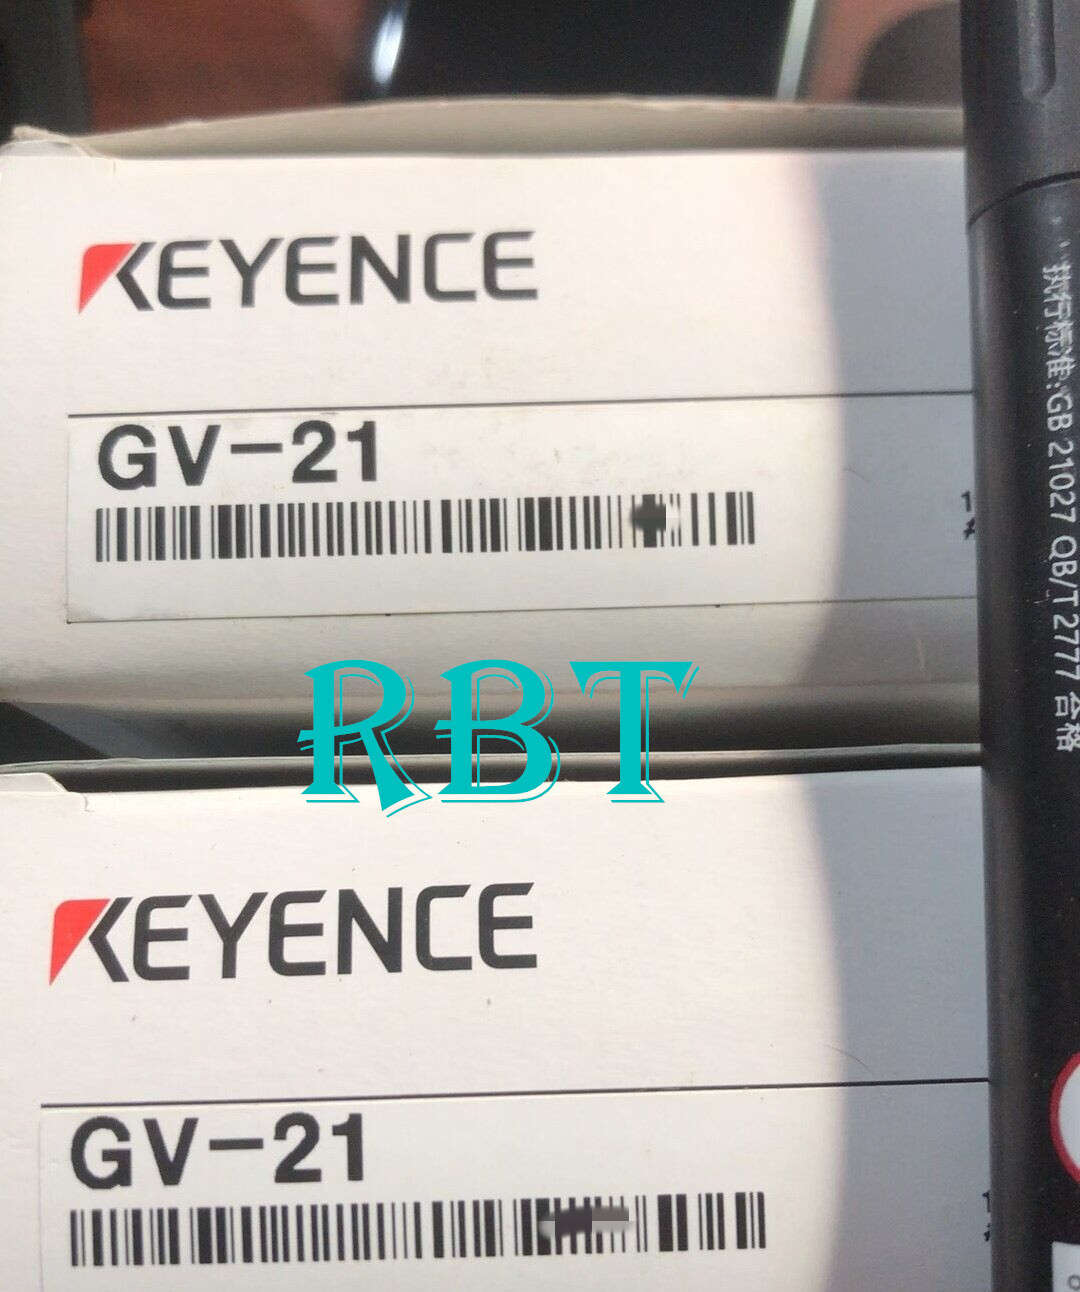 KEYENCE
GV-21
RBT
KEYENCE
GV-21
执行标准:GB 21027 QB/T 2777 合格